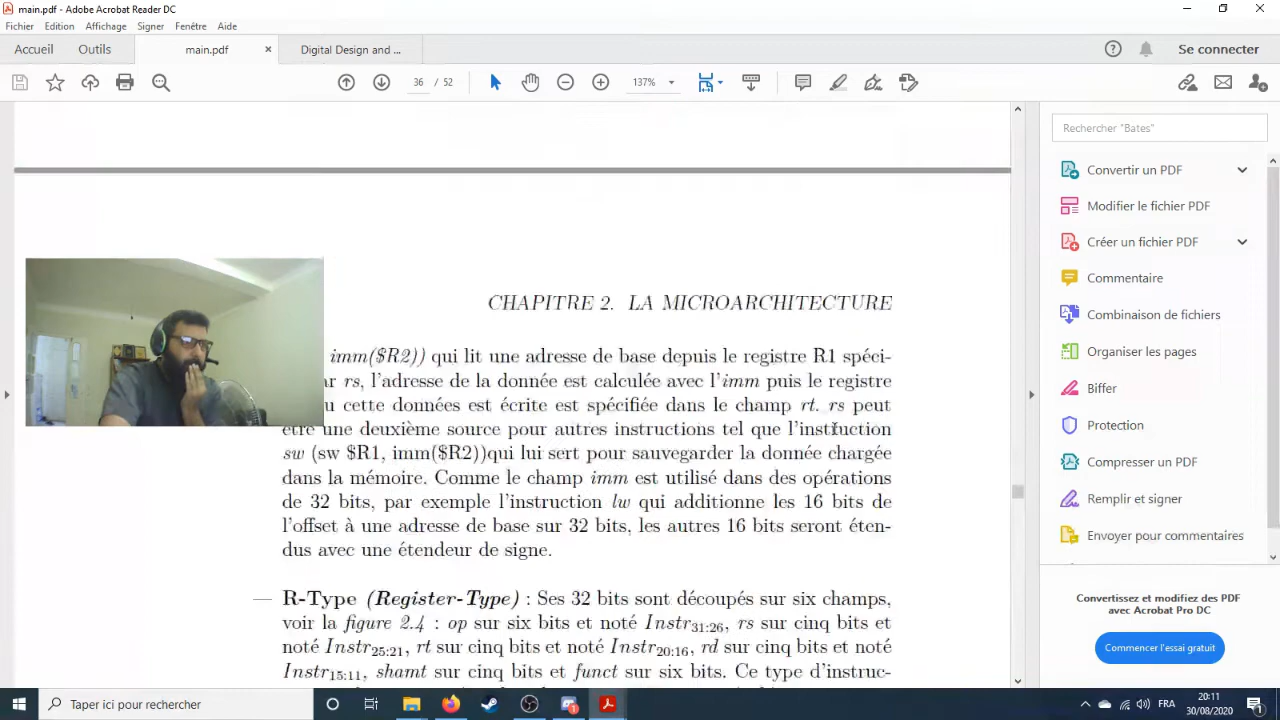 main.pdf - Adobe Acrobat Reader DC
Fichier Edition Affichage Signer Fenêtre Aide
Accueil Outils main.pdf × Digital Design and ... Se connecter
36 / 52 137%
CHAPITRE 2. LA MICROARCHITECTURE
imm($R2)) qui lit une adresse de base depuis le registre R1 spéci-
rs, l'adresse de la donnée est calculée avec l'imm puis le registre
cette données est écrite est spécifiée dans le champ rt. rs peut
être une deuxième source pour autres instructions tel que l'instruction
sw (sw $R1, imm($R2))qui lui sert pour sauvegarder la donnée chargée
dans la mémoire. Comme le champ imm est utilisé dans des opérations
de 32 bits, par exemple l'instruction lw qui additionne les 16 bits de
l'offset à une adresse de base sur 32 bits, les autres 16 bits seront éten-
dus avec une étendeur de signe.
— R-Type (Register-Type) : Ses 32 bits sont découpés sur six champs,
voir la figure 2.4 : op sur six bits et noté Instr31:26, rs sur cinq bits et
noté Instr25:21, rt sur cinq bits et noté Instr20:16, rd sur cinq bits et noté
Instr15:11, shamt sur cinq bits et funct sur six bits. Ce type d'instruc-
Rechercher "Bates"
Convertir un PDF
Modifier le fichier PDF
Créer un fichier PDF
Commentaire
Combinaison de fichiers
Organiser les pages
Biffer
Protection
Compresser un PDF
Remplir et signer
Envoyer pour commentaires
Convertissez et modifiez des PDF
avec Acrobat Pro DC
Commencer l'essai gratuit
Taper ici pour rechercher
FRA
20:11
30/08/2020
1